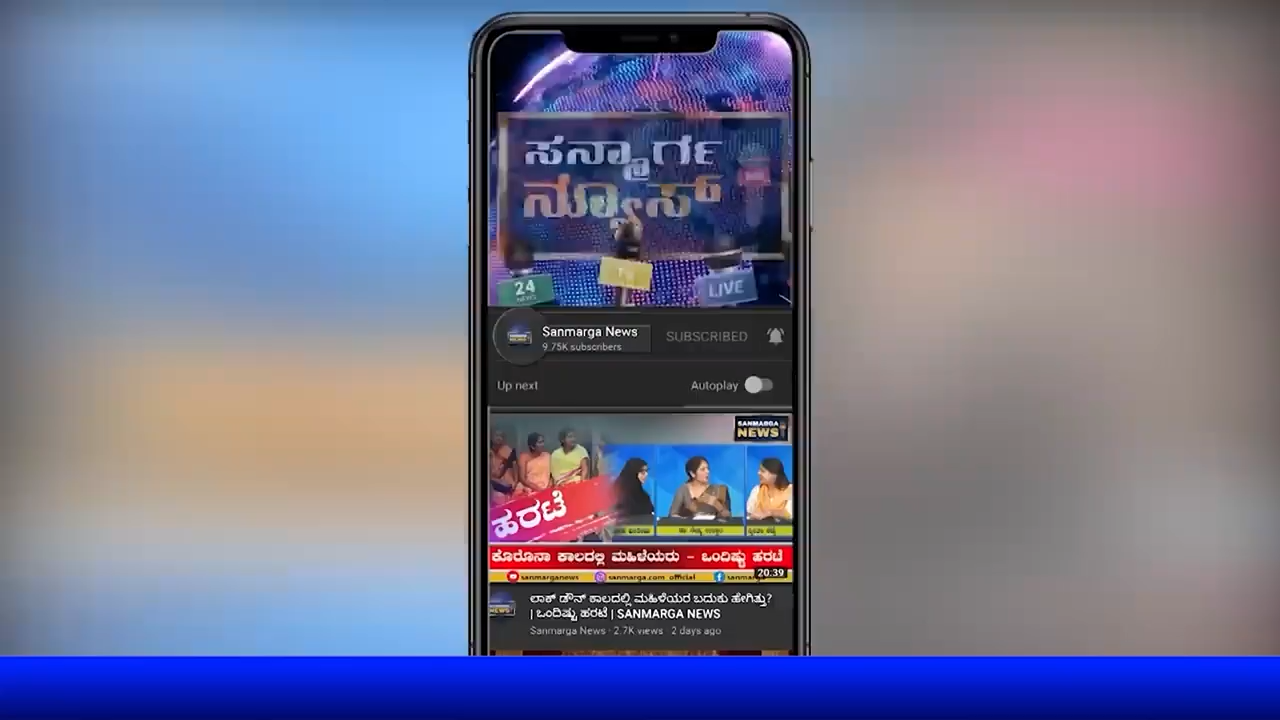 ಸನ್ಮಾರ್ಗ
ನ್ಯೂಸ್
24
NEWS
LIVE
Sanmarga News
9.75K subscribers
SUBSCRIBED
Up next
Autoplay
SANMARGA
NEWS
ಹರಟೆ
ಕೊರೊನಾ ಕಾಲದಲ್ಲಿ ಮಹಿಳೆಯರು - ಒಂದಿಷ್ಟು ಹರಟೆ
sanmarganews sanmarga.com_official sanmar
20.39
ಲಾಕ್ ಡೌನ್ ಕಾಲದಲ್ಲಿ ಮಹಿಳೆಯರ ಬದುಕು ಹೇಗಿತ್ತು?
| ಒಂದಿಷ್ಟು ಹರಟೆ | SANMARGA NEWS
Sanmarga News · 2.7K views · 2 days ago